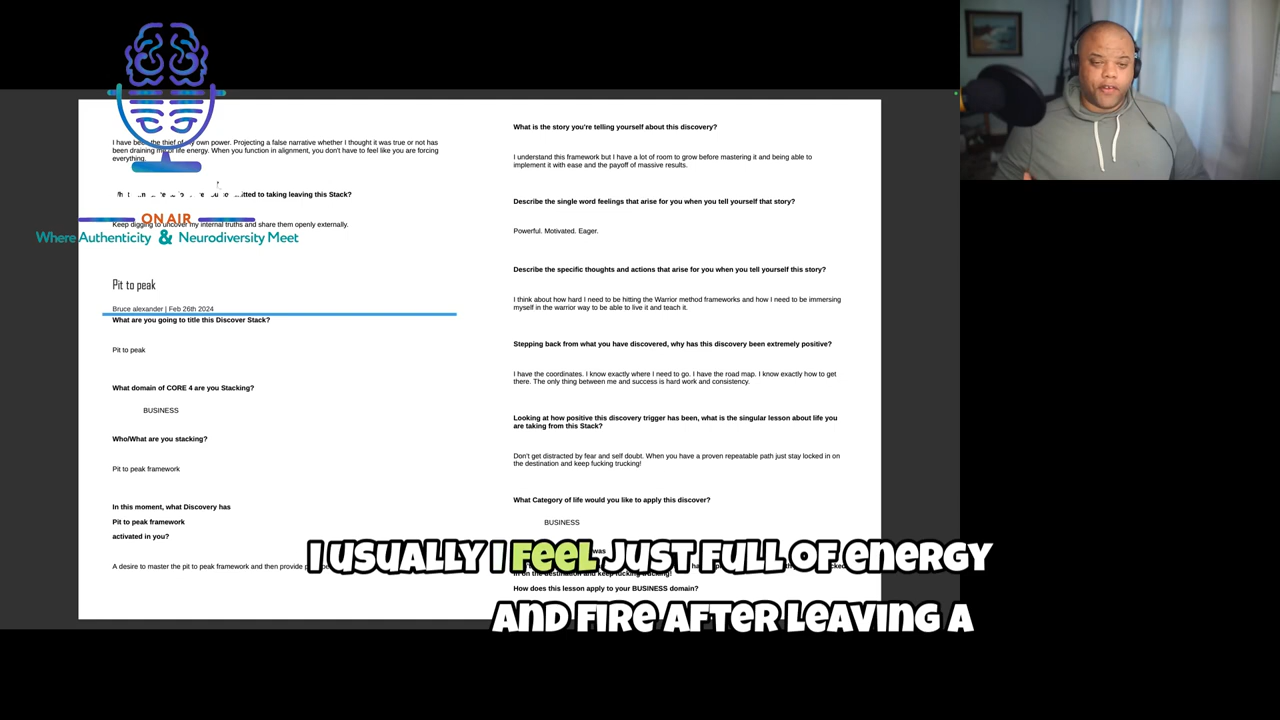 I have been the thief of my own power. Projecting a false narrative whether I thought it was true or not has
been draining me of life energy. When you function in alignment, you don't have to feel like you are forcing
everything.
committed to taking leaving this Stack?
Keep digging to uncover my internal truths and share them openly externally.
ON AIR
Where Authenticity & Neurodiversity Meet
Pit to peak
Bruce alexander | Feb 26th 2024
What are you going to title this Discover Stack?
Pit to peak
What domain of CORE 4 are you Stacking?
BUSINESS
Who/What are you stacking?
Pit to peak framework
In this moment, what Discovery has
Pit to peak framework
activated in you?
A desire to master the pit to peak framework and then provide
What is the story you're telling yourself about this discovery?
I understand this framework but I have a lot of room to grow before mastering it and being able to
implement it with ease and the payoff of massive results.
Describe the single word feelings that arise for you when you tell yourself that story?
Powerful. Motivated. Eager.
Describe the specific thoughts and actions that arise for you when you tell yourself this story?
I think about how hard I need to be hitting the Warrior method frameworks and how I need to be immersing
myself in the warrior way to be able to live it and teach it.
Stepping back from what you have discovered, why has this discovery been extremely positive?
I have the coordinates. I know exactly where I need to go. I have the road map. I know exactly how to get
there. The only thing between me and success is hard work and consistency.
Looking at how positive this discovery trigger has been, what is the singular lesson about life you
are taking from this Stack?
Don't get distracted by fear and self doubt. When you have a proven repeatable path just stay locked in on
the destination and keep fucking trucking!
What Category of life would you like to apply this discover?
BUSINESS
was
in on the destination and keep fucking trucking!
How does this lesson apply to your BUSINESS domain?
I USUALLY I FEEL JUST FULL OF ENERGY
AND FIRE AFTER LEAVING A